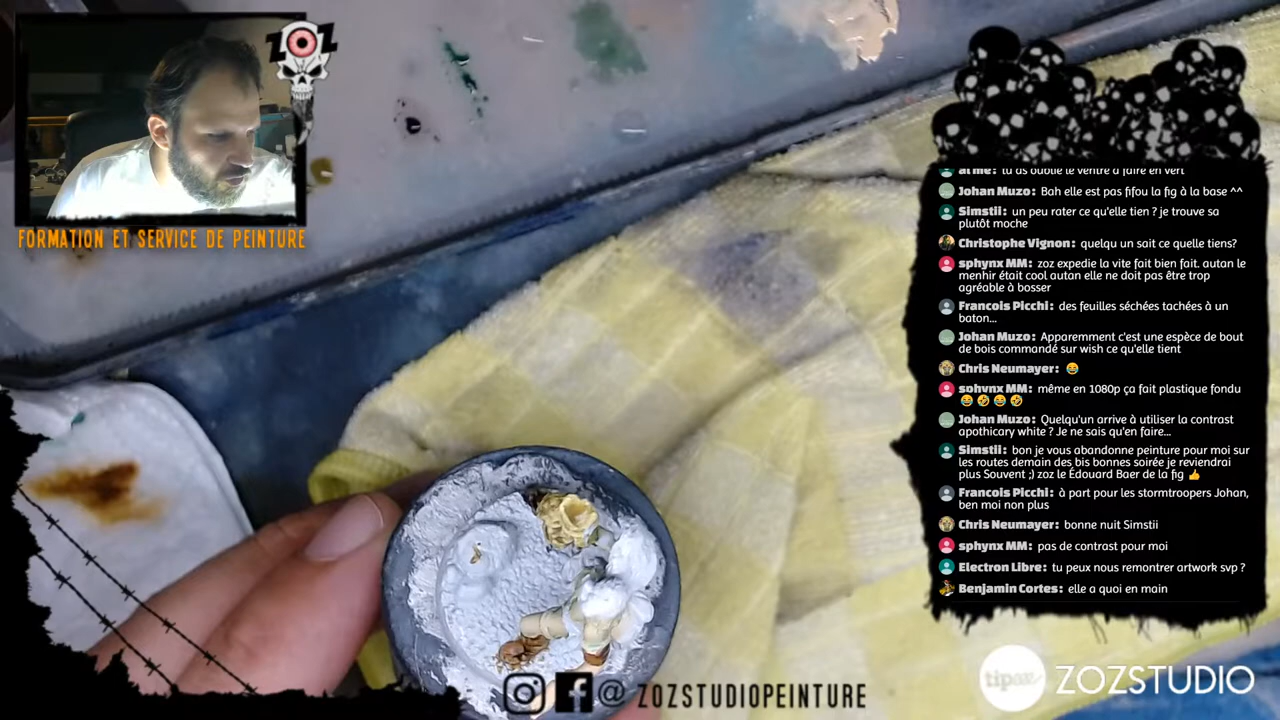 ZOZ
FORMATION ET SERVICE DE PEINTURE
tu as oublié le ventre a faire en vert
Johan Muzo: Bah elle est pas fifou la fig à la base ^^
Simstii: un peu rater ce qu'elle tien ? je trouve sa
plutôt moche
Christophe Vignon: quelqu un sait ce quelle tiens?
sphynx MM: zoz expedie la vite fait bien fait. autan le
menhir était cool autan elle ne doit pas être trop
agréable à bosser
Francois Picchi: des feuilles séchées tachées à un
baton...
Johan Muzo: Apparemment c'est une espèce de bout
de bois commandé sur wish ce qu'elle tient
Chris Neumayer: 😂
sphynx MM: même en 1080p ça fait plastique fondu
😂🤣😂🤣
Johan Muzo: Quelqu'un arrive à utiliser la contrast
apothicary white ? Je ne sais qu'en faire...
Simstii: bon je vous abandonne peinture pour moi sur
les routes demain des bis bonnes soirée je reviendrai
plus Souvent ;) zoz le Édouard Baer de la fig 👍
Francois Picchi: à part pour les stormtroopers Johan,
ben moi non plus
Chris Neumayer: bonne nuit Simstii
sphynx MM: pas de contrast pour moi
Electron Libre: tu peux nous remontrer artwork svp ?
Benjamin Cortes: elle a quoi en main
tipeee ZOZSTUDIO
@ ZOZSTUDIOPEINTURE